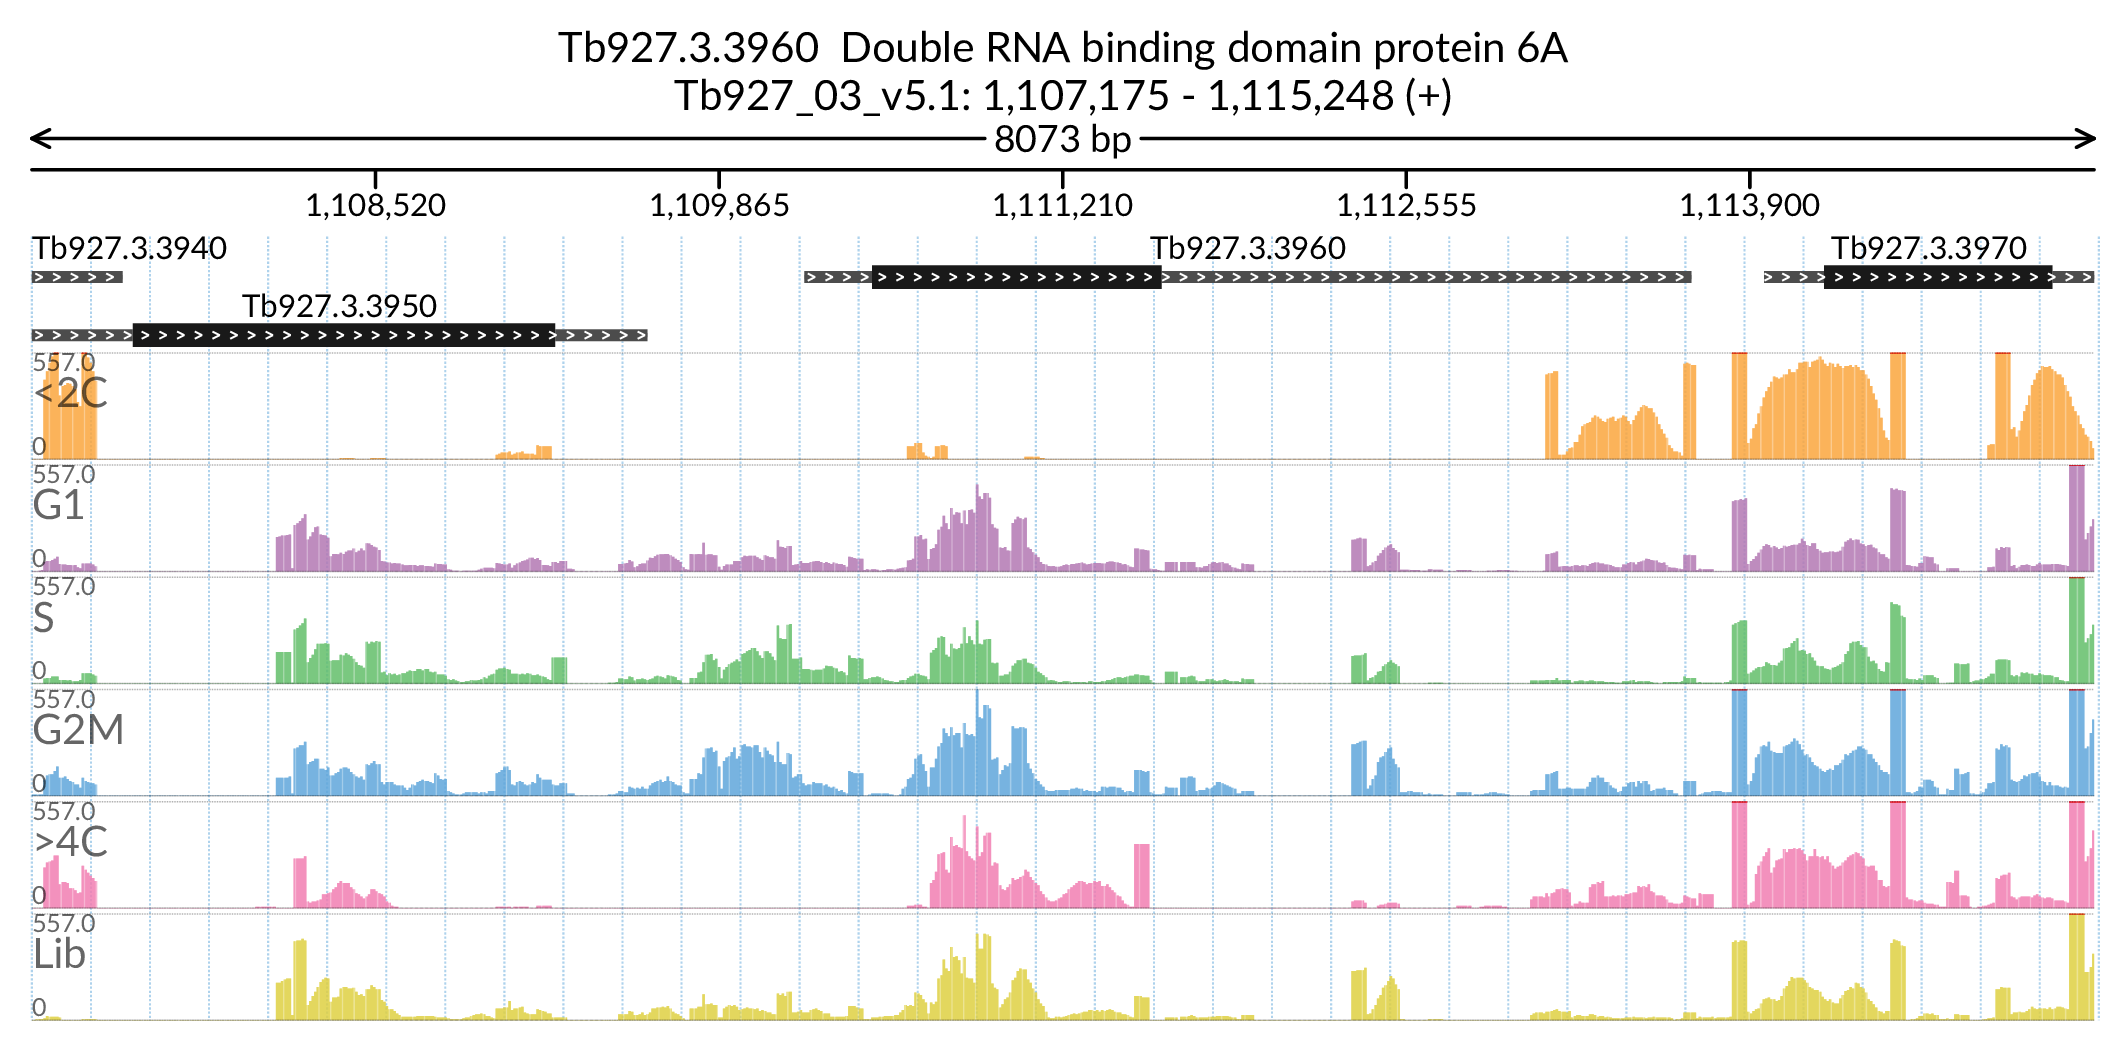 Tb927.3.3960  Double RNA binding domain protein 6A
Tb927_03_v5.1: 1,107,175 - 1,115,248 (+)
8073 bp
1,108,520 1,109,865 1,111,210 1,112,555 1,113,900
Tb927.3.3940 Tb927.3.3960 Tb927.3.3970
Tb927.3.3950
557.0
<2C
0
557.0
G1
0
557.0
S
0
557.0
G2M
0
557.0
>4C
0
557.0
Lib
0